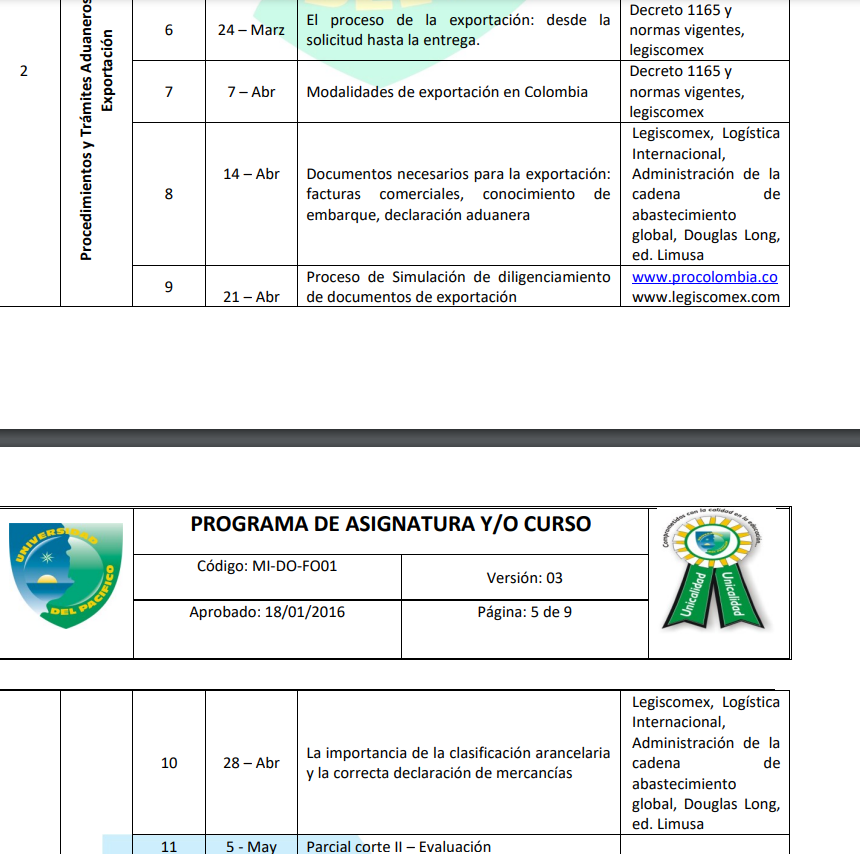 2
Procedimientos y Trámites Aduaneros
Exportación
6
24 – Marz
El proceso de la exportación: desde la
solicitud hasta la entrega.
Decreto 1165 y
normas vigentes,
legiscomex
7
7 – Abr
Modalidades de exportación en Colombia
Decreto 1165 y
normas vigentes,
legiscomex
8
14 – Abr
Documentos necesarios para la exportación:
facturas comerciales, conocimiento de
embarque, declaración aduanera
Legiscomex, Logística
Internacional,
Administración de la
cadena de
abastecimiento
global, Douglas Long,
ed. Limusa
9
21 – Abr
Proceso de Simulación de diligenciamiento
de documentos de exportación
www.procolombia.co
www.legiscomex.com
UNIVERSIDAD
DEL PACIFICO
PROGRAMA DE ASIGNATURA Y/O CURSO
Código: MI-DO-FO01
Versión: 03
Aprobado: 18/01/2016
Página: 5 de 9
Comprometidos con la calidad en la educación
Unicalidad
Unicalidad
10
28 – Abr
La importancia de la clasificación arancelaria
y la correcta declaración de mercancías
Legiscomex, Logística
Internacional,
Administración de la
cadena de
abastecimiento
global, Douglas Long,
ed. Limusa
11
5 - May
Parcial corte II – Evaluación